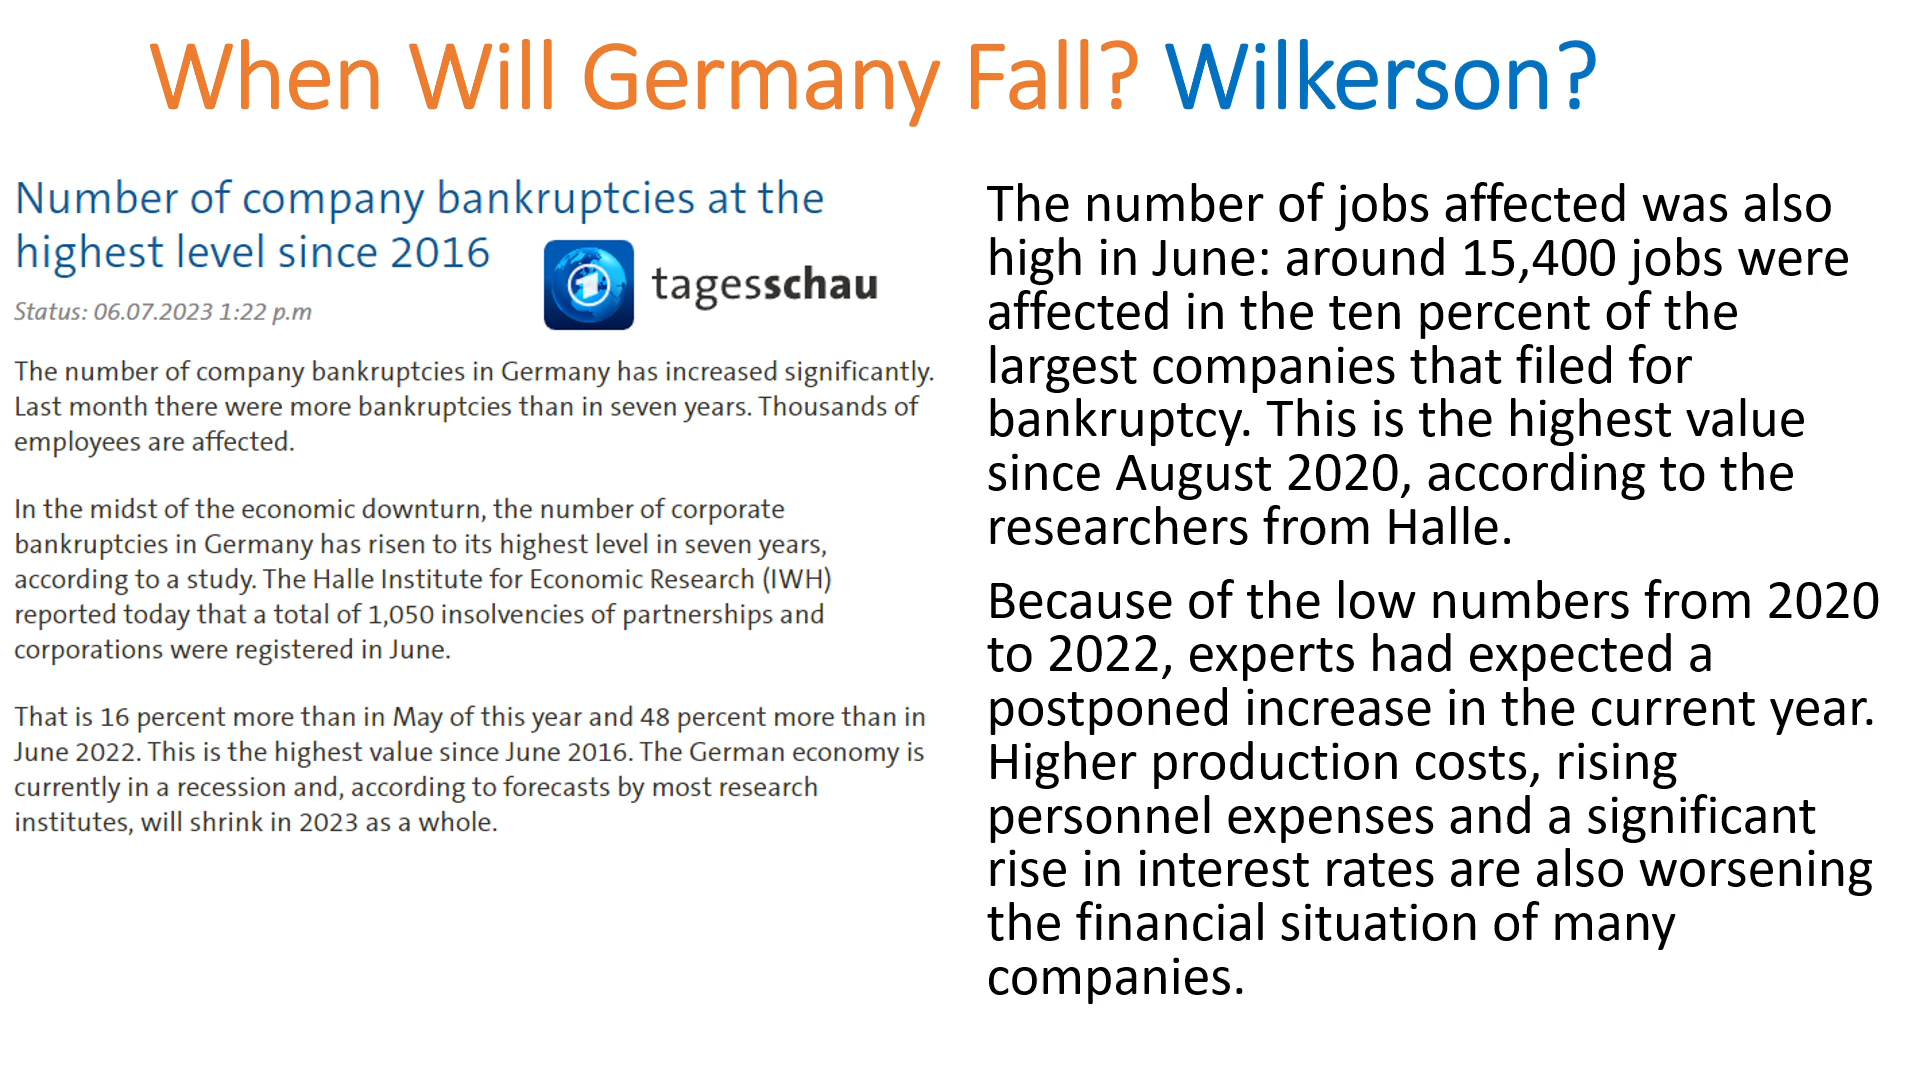 When Will Germany Fall? Wilkerson?
Number of company bankruptcies at the
highest level since 2016
tagesschau
Status: 06.07.2023 1:22 p.m
The number of company bankruptcies in Germany has increased significantly.
Last month there were more bankruptcies than in seven years. Thousands of
employees are affected.
In the midst of the economic downturn, the number of corporate
bankruptcies in Germany has risen to its highest level in seven years,
according to a study. The Halle Institute for Economic Research (IWH)
reported today that a total of 1,050 insolvencies of partnerships and
corporations were registered in June.
That is 16 percent more than in May of this year and 48 percent more than in
June 2022. This is the highest value since June 2016. The German economy is
currently in a recession and, according to forecasts by most research
institutes, will shrink in 2023 as a whole.
The number of jobs affected was also
high in June: around 15,400 jobs were
affected in the ten percent of the
largest companies that filed for
bankruptcy. This is the highest value
since August 2020, according to the
researchers from Halle.
Because of the low numbers from 2020
to 2022, experts had expected a
postponed increase in the current year.
Higher production costs, rising
personnel expenses and a significant
rise in interest rates are also worsening
the financial situation of many
companies.